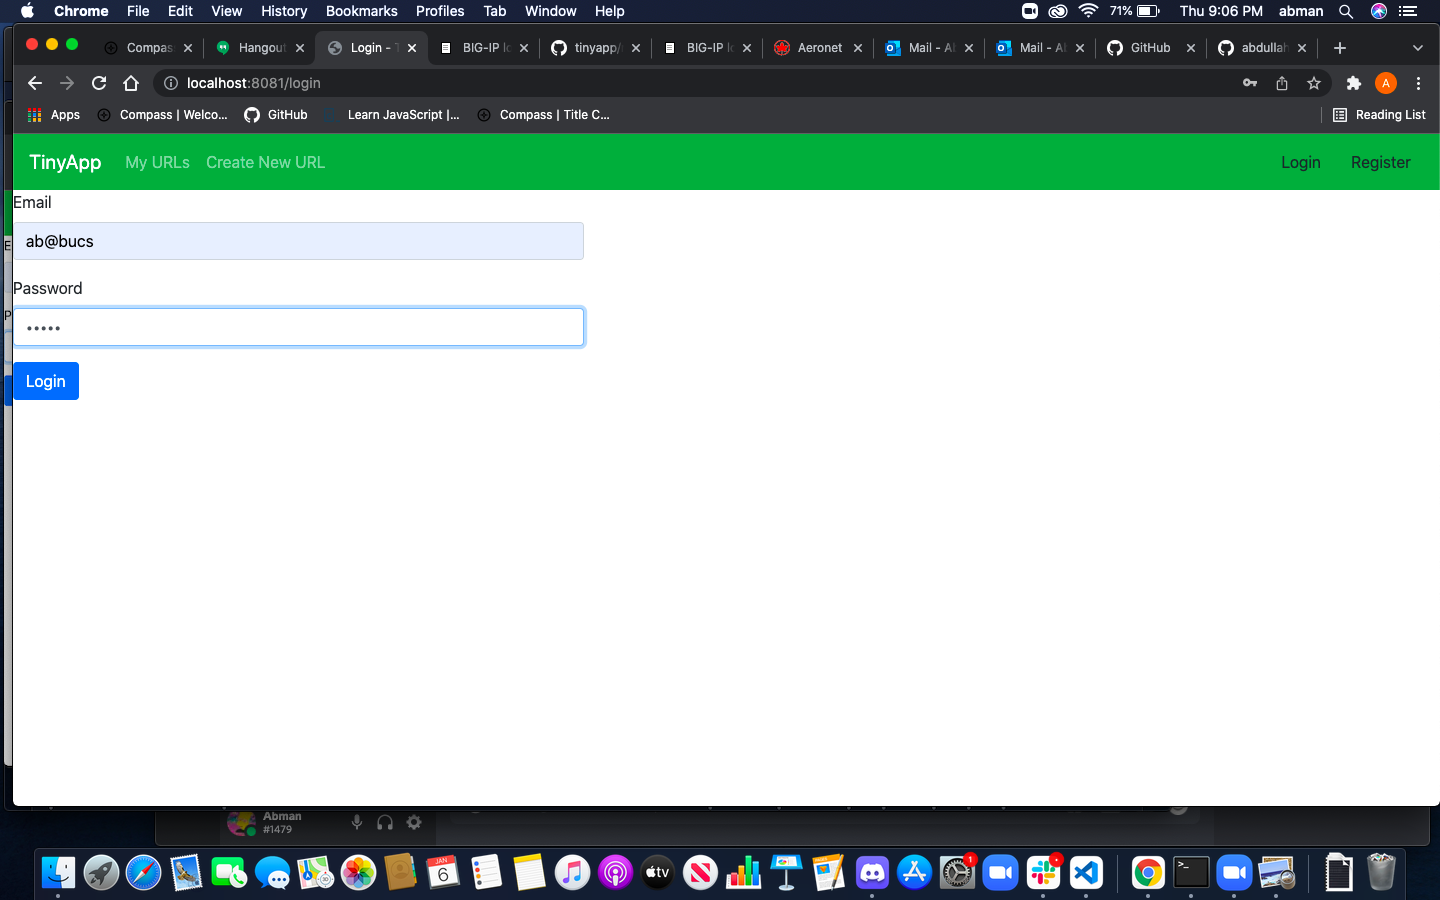 Chrome File Edit View History Bookmarks Profiles Tab Window Help 71% Thu 9:06 PM abman
Compas Hangout Login - T BIG-IP lo tinyapp/ BIG-IP lo Aeronet Mail - A Mail - A GitHub abdullah
localhost:8081/login A
Apps Compass | Welco... GitHub Learn JavaScript |... Compass | Title C... Reading List
TinyApp My URLs Create New URL Login Register
Email
ab@bucs
Password
•••••
Login
Abman
#1479
JAN
6
tv
1
>_